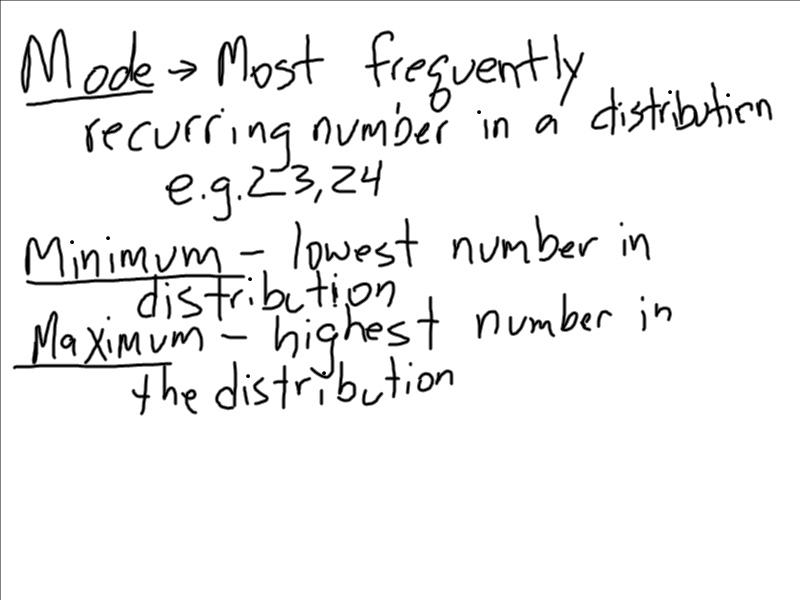 Mode → Most frequently
recurring number in a distribution
e.g. 23, 24
Minimum - lowest number in
distribution
Maximum - highest number in
the distribution